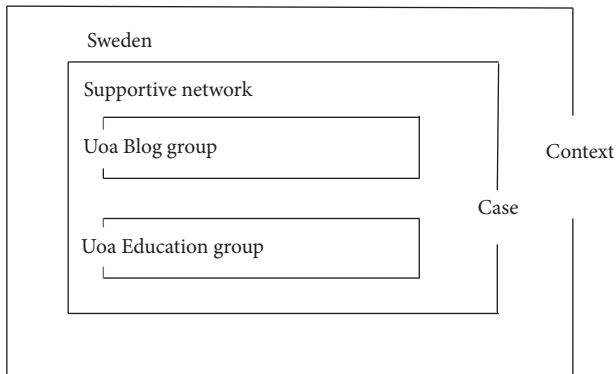 Sweden
Supportive network
Uoa Blog group
Context
Case
Uoa Education group